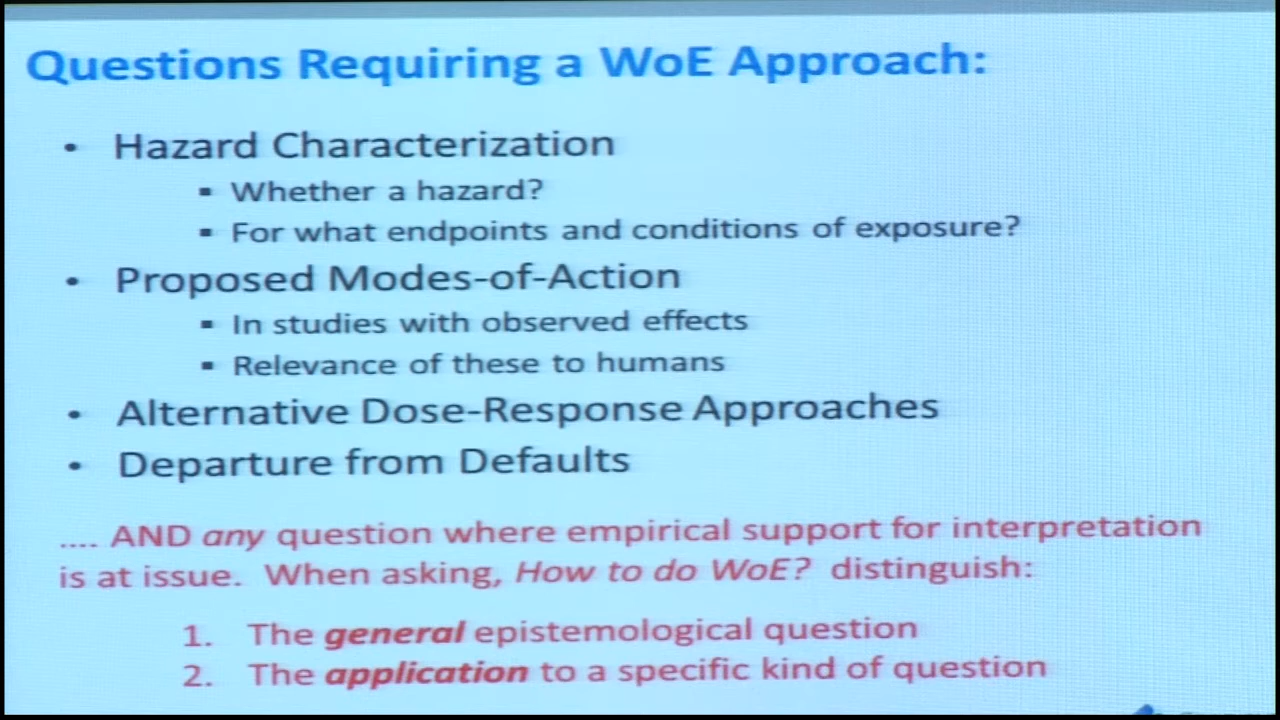 Questions Requiring a WoE Approach:
• Hazard Characterization
▪ Whether a hazard?
▪ For what endpoints and conditions of exposure?
• Proposed Modes-of-Action
▪ In studies with observed effects
▪ Relevance of these to humans
• Alternative Dose-Response Approaches
• Departure from Defaults
.... AND any question where empirical support for interpretation
is at issue. When asking, How to do WoE? distinguish:
1. The general epistemological question
2. The application to a specific kind of question